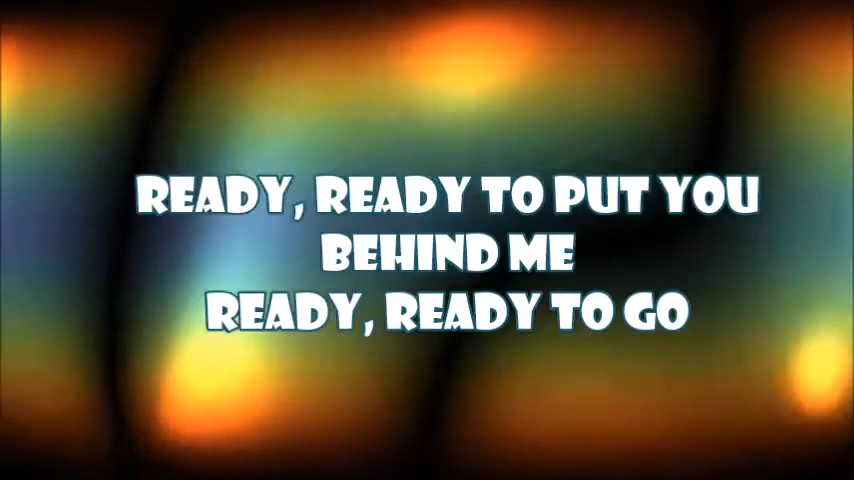 READY, READY TO PUT YOU
BEHIND ME
READY, READY TO GO